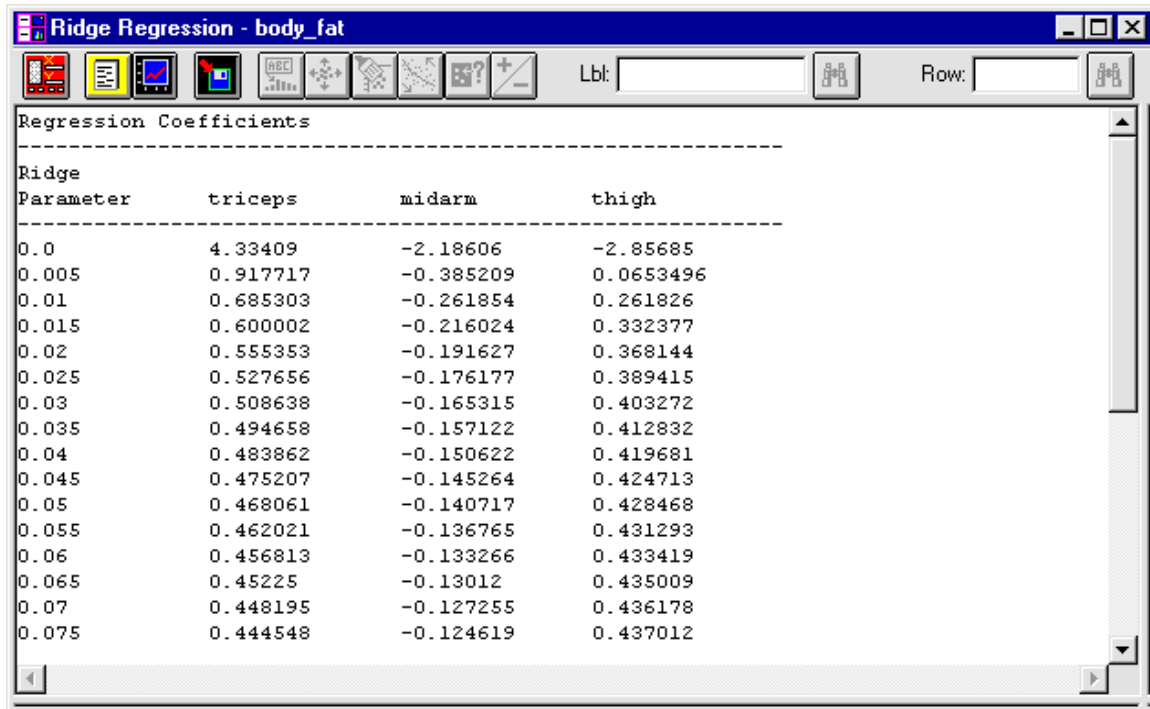 Ridge Regression - body_fat
ABC ? +/− Lbl: Row:
Regression Coefficients
------------------------------------------------------------
Ridge
Parameter triceps midarm thigh
------------------------------------------------------------
0.0 4.33409 -2.18606 -2.85685
0.005 0.917717 -0.385209 0.0653496
0.01 0.685303 -0.261854 0.261826
0.015 0.600002 -0.216024 0.332377
0.02 0.555353 -0.191627 0.368144
0.025 0.527656 -0.176177 0.389415
0.03 0.508638 -0.165315 0.403272
0.035 0.494658 -0.157122 0.412832
0.04 0.483862 -0.150622 0.419681
0.045 0.475207 -0.145264 0.424713
0.05 0.468061 -0.140717 0.428468
0.055 0.462021 -0.136765 0.431293
0.06 0.456813 -0.133266 0.433419
0.065 0.45225 -0.13012 0.435009
0.07 0.448195 -0.127255 0.436178
0.075 0.444548 -0.124619 0.437012